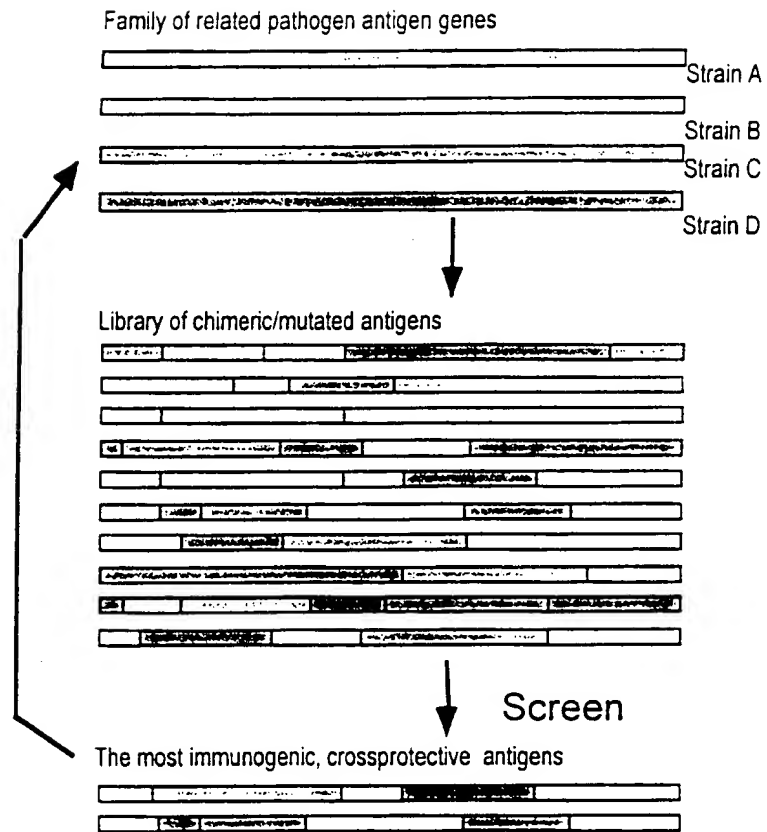 Family of related pathogen antigen genes
Strain A
Strain B
Strain C
Strain D
Library of chimeric/mutated antigens
Screen
The most immunogenic, crossprotective antigens